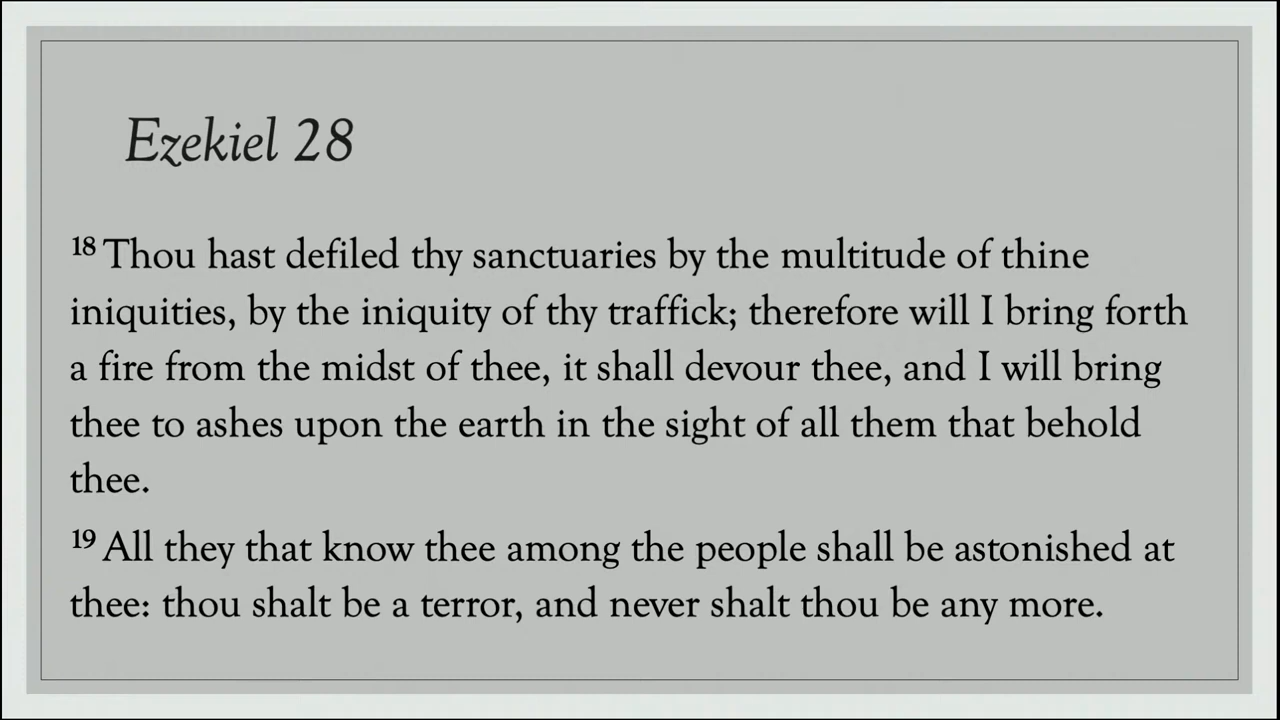 Ezekiel 28
18 Thou hast defiled thy sanctuaries by the multitude of thine
iniquities, by the iniquity of thy traffick; therefore will I bring forth
a fire from the midst of thee, it shall devour thee, and I will bring
thee to ashes upon the earth in the sight of all them that behold
thee.
19 All they that know thee among the people shall be astonished at
thee: thou shalt be a terror, and never shalt thou be any more.